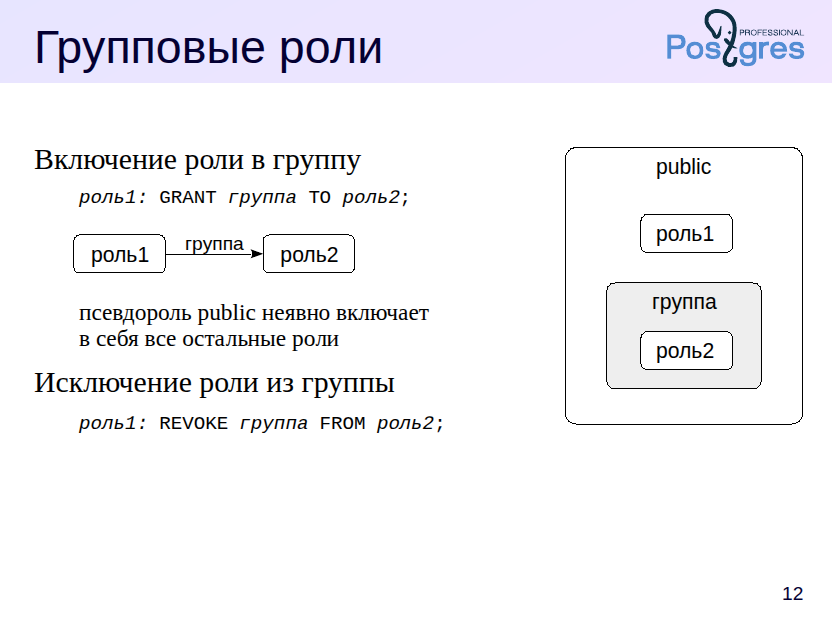 Групповые роли
PROFESSIONAL
Postgres
Включение роли в группу
роль1: GRANT группа TO роль2;
роль1
группа
роль2
псевдороль public неявно включает
в себя все остальные роли
Исключение роли из группы
роль1: REVOKE группа FROM роль2;
public
роль1
группа
роль2
12